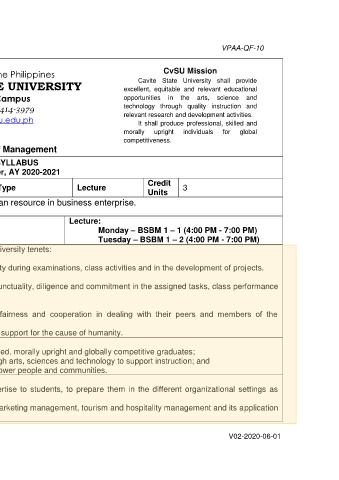 VPAA-QF-10
he Philippines
E UNIVERSITY
Campus
414-3979
u.edu.ph
CvSU Mission
Cavite State University shall provide
excellent, equitable and relevant educational
opportunities in the arts, science and
technology through quality instruction and
relevant research and development activities.
It shall produce professional, skilled and
morally upright individuals for global
competitiveness.
f Management
SYLLABUS
er, AY 2020-2021
Type Lecture Credit Units 3
an resource in business enterprise.
Lecture:
Monday – BSBM 1 – 1 (4:00 PM - 7:00 PM)
Tuesday – BSBM 1 – 2 (4:00 PM - 7:00 PM)
iversity tenets:
ty during examinations, class activities and in the development of projects.
unctuality, diligence and commitment in the assigned tasks, class performance
fairness and cooperation in dealing with their peers and members of the
support for the cause of humanity.
ed, morally upright and globally competitive graduates;
gh arts, sciences and technology to support instruction; and
ower people and communities.
ertise to students, to prepare them in the different organizational settings as
arketing management, tourism and hospitality management and its application
V02-2020-06-01